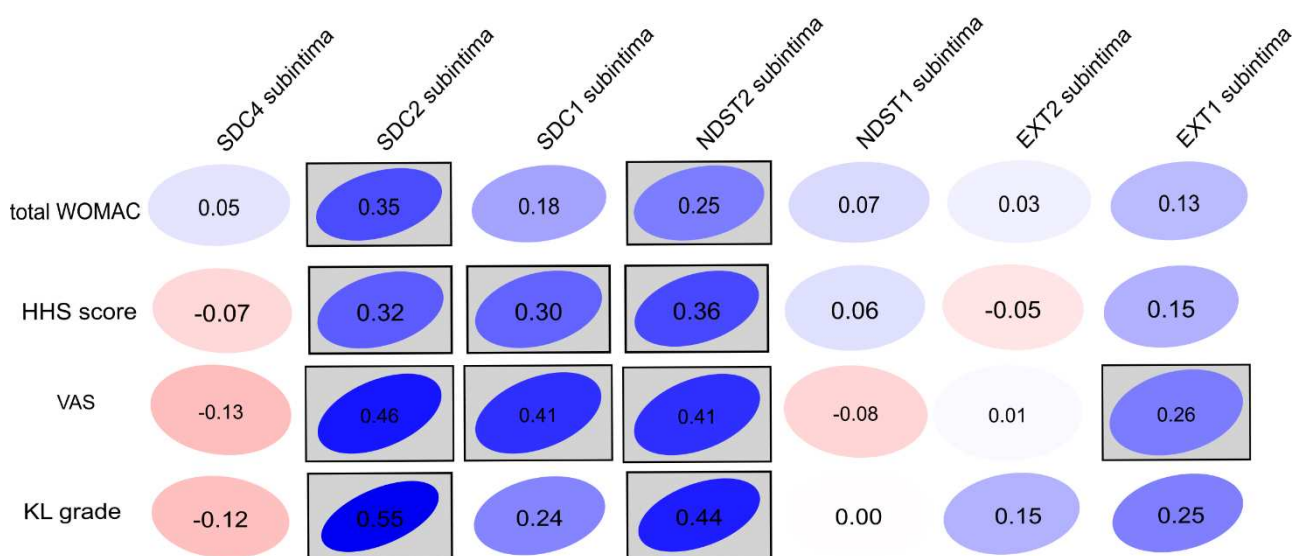 SDC4 subintima
SDC2 subintima
SDC1 subintima
NDST2 subintima
NDST1 subintima
EXT2 subintima
EXT1 subintima
total WOMAC 0.05 0.35 0.18 0.25 0.07 0.03 0.13
HHS score -0.07 0.32 0.30 0.36 0.06 -0.05 0.15
VAS -0.13 0.46 0.41 0.41 -0.08 0.01 0.26
KL grade -0.12 0.55 0.24 0.44 0.00 0.15 0.25